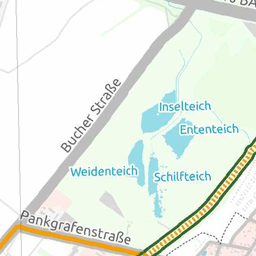 Bucher Straße
Inselteich
Ententeich
Weidenteich
Schilfteich
Pankgrafenstraße